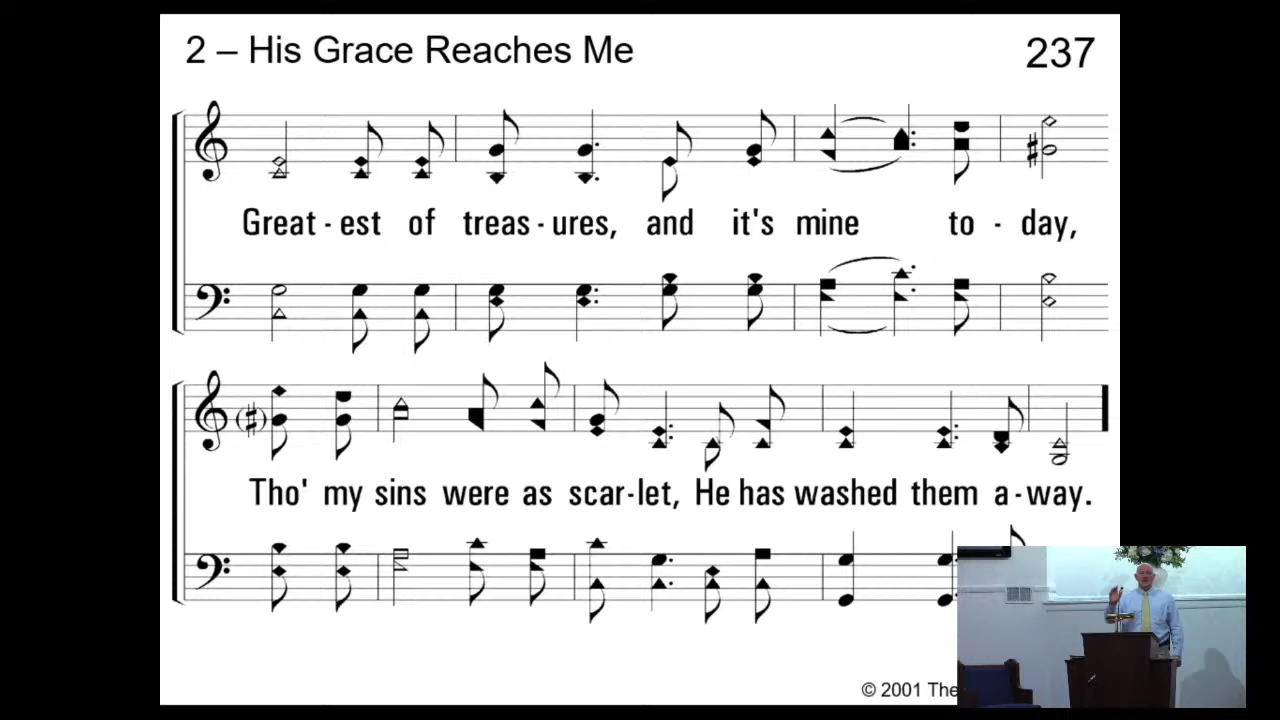 2 – His Grace Reaches Me
237
Great - est of treas - ures, and it's mine to - day,
Tho' my sins were as scar-let, He has washed them a-way.
© 2001 The